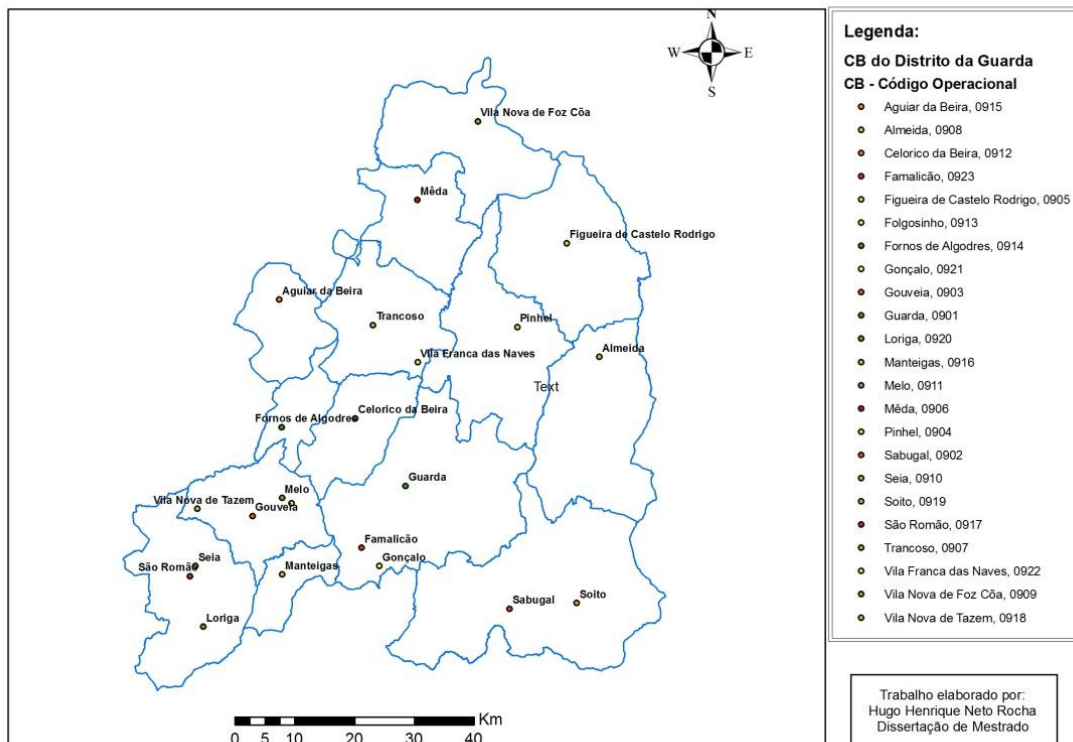 N
W
E
S
Vila Nova de Foz Cõa
Mêda
Figueira de Castelo Rodrigo
Aguiar da Beira
Trancoso
Pinhel
Vila Franca das Naves
Almeida
Text
Celorico da Beira
Fornos de Algodres
Guarda
Melo
Vila Nova de Tazem
Gouveia
Famalicão
Gonçalo
Seia
São Romão
Manteigas
Loriga
Sabugal
Soito
Km
0 5 10 20 30 40
Legenda:
CB do Distrito da Guarda
CB - Código Operacional
Aguiar da Beira, 0915
Almeida, 0908
Celorico da Beira, 0912
Famalicão, 0923
Figueira de Castelo Rodrigo, 0905
Folgosinho, 0913
Fornos de Algodres, 0914
Gonçalo, 0921
Gouveia, 0903
Guarda, 0901
Loriga, 0920
Manteigas, 0916
Melo, 0911
Mêda, 0906
Pinhel, 0904
Sabugal, 0902
Seia, 0910
Soito, 0919
São Romão, 0917
Trancoso, 0907
Vila Franca das Naves, 0922
Vila Nova de Foz Cõa, 0909
Vila Nova de Tazem, 0918
Trabalho elaborado por:
Hugo Henrique Neto Rocha
Dissertação de Mestrado